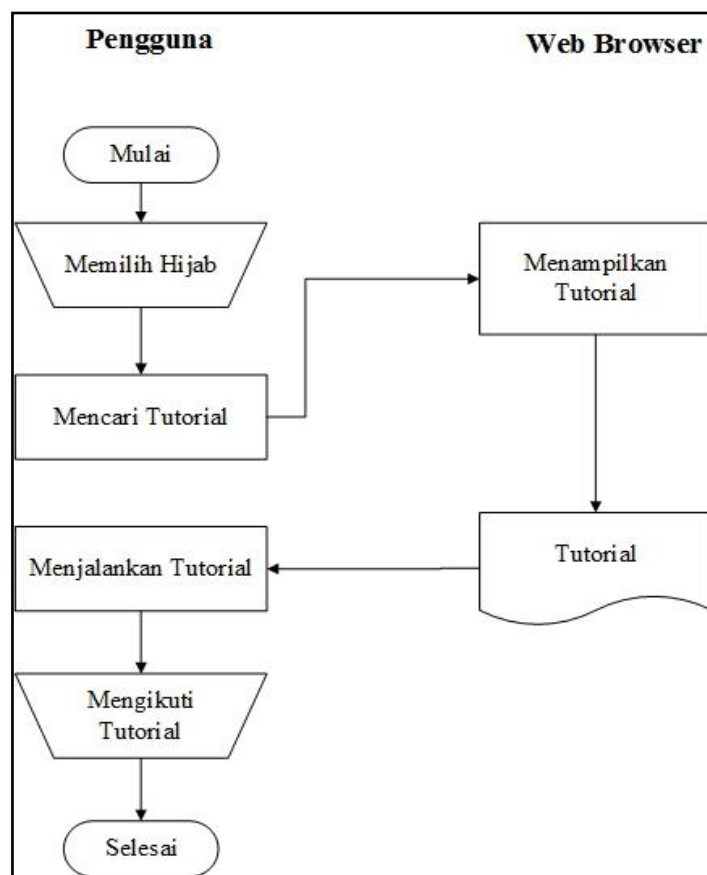 Pengguna
Web Browser
Mulai
Memilih Hijab
Menampilkan
Tutorial
Mencari Tutorial
Menjalankan Tutorial
Tutorial
Mengikuti
Tutorial
Selesai